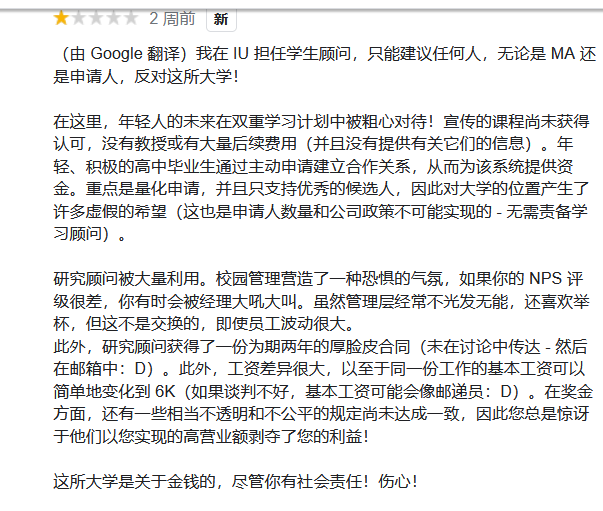 2 周前 新
（由 Google 翻译）我在 IU 担任学生顾问，只能建议任何人，无论是 MA 还
是申请人，反对这所大学！
在这里，年轻人的未来在双重学习计划中被粗心对待！宣传的课程尚未获得
认可，没有教授或有大量后续费用（并且没有提供有关它们的信息）。年
轻、积极的高中毕业生通过主动申请建立合作关系，从而为该系统提供资
金。重点是量化申请，并且只支持优秀的候选人，因此对大学的位置产生了
许多虚假的希望（这也是申请人数量和公司政策不可能实现的 - 无需责备学
习顾问）。
研究顾问被大量利用。校园管理营造了一种恐惧的气氛，如果你的 NPS 评
级很差，你有时会被经理大吼大叫。虽然管理层经常不光发无能，还喜欢举
杯，但这不是交换的，即使员工波动很大。
此外，研究顾问获得了一份为期两年的厚脸皮合同（未在讨论中传达 - 然后
在邮箱中：D）。此外，工资差异很大，以至于同一份工作的基本工资可以
简单地变化到 6K（如果谈判不好，基本工资可能会像邮递员：D）。在奖金
方面，还有一些相当不透明和不公平的规定尚未达成一致，因此您总是惊讶
于他们以您实现的高营业额剥夺了您的利益！
这所大学是关于金钱的，尽管你有社会责任！伤心！